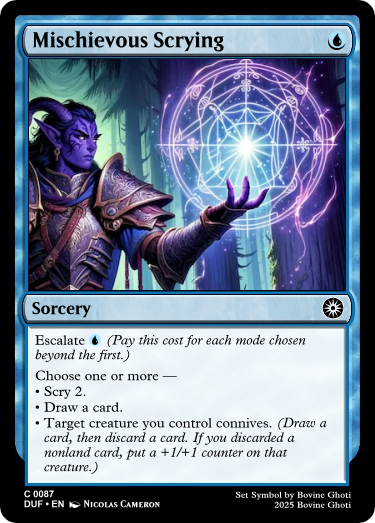 Mischievous Scrying
Sorcery
Escalate (Pay this cost for each mode chosen
beyond the first.)
Choose one or more —
• Scry 2.
• Draw a card.
• Target creature you control connives. (Draw a
card, then discard a card. If you discarded a
nonland card, put a +1/+1 counter on that
creature.)
C 0087
DUF • EN Nicolas Cameron
Set Symbol by Bovine Ghoti
2025 Bovine Ghoti